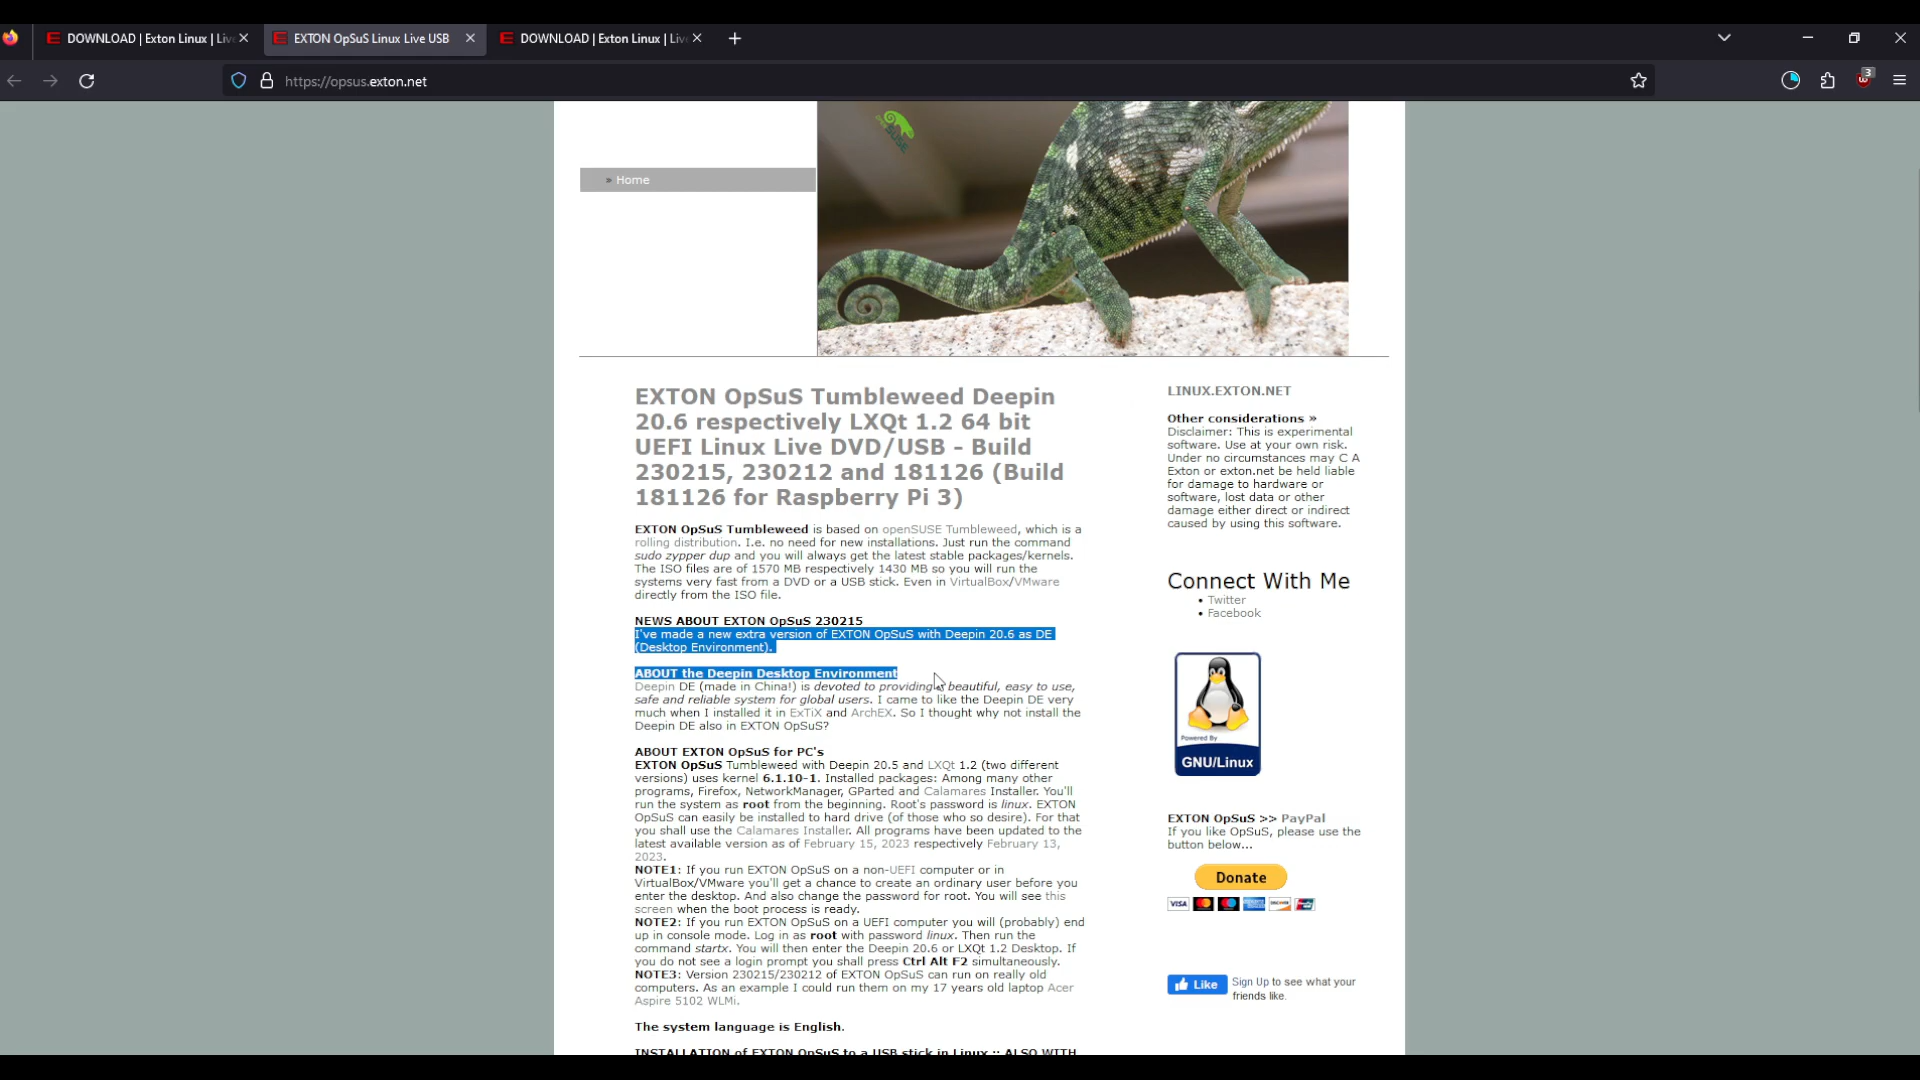 DOWNLOAD | Exton Linux | Liv
EXTON OpSuS Linux Live USB
DOWNLOAD | Exton Linux | Liv
https://opsus.exton.net
3
» Home
EXTON OpSuS Tumbleweed Deepin
20.6 respectively LXQt 1.2 64 bit
UEFI Linux Live DVD/USB - Build
230215, 230212 and 181126 (Build
181126 for Raspberry Pi 3)
EXTON OpSuS Tumbleweed is based on openSUSE Tumbleweed, which is a
rolling distribution. I.e. no need for new installations. Just run the command
sudo zypper dup and you will always get the latest stable packages/kernels.
The ISO files are of 1570 MB respectively 1430 MB so you will run the
systems very fast from a DVD or a USB stick. Even in VirtualBox/VMware
directly from the ISO file.
NEWS ABOUT EXTON OpSuS 230215
I've made a new extra version of EXTON OpSuS with Deepin 20.6 as DE
(Desktop Environment).
ABOUT the Deepin Desktop Environment
Deepin DE (made in China!) is devoted to providing beautiful, easy to use,
safe and reliable system for global users. I came to like the Deepin DE very
much when I installed it in ExTiX and ArchEX. So I thought why not install the
Deepin DE also in EXTON OpSuS?
ABOUT EXTON OpSuS for PC's
EXTON OpSuS Tumbleweed with Deepin 20.5 and LXQt 1.2 (two different
versions) uses kernel 6.1.10-1. Installed packages: Among many other
programs, Firefox, NetworkManager, GParted and Calamares Installer. You'll
run the system as root from the beginning. Root's password is linux. EXTON
OpSuS can easily be installed to hard drive (of those who so desire). For that
you shall use the Calamares Installer. All programs have been updated to the
latest available version as of February 15, 2023 respectively February 13,
2023.
NOTE1: If you run EXTON OpSuS on a non-UEFI computer or in
VirtualBox/VMware you'll get a chance to create an ordinary user before you
enter the desktop. And also change the password for root. You will see this
screen when the boot process is ready.
NOTE2: If you run EXTON OpSuS on a UEFI computer you will (probably) end
up in console mode. Log in as root with password linux. Then run the
command startx. You will then enter the Deepin 20.6 or LXQt 1.2 Desktop. If
you do not see a login prompt you shall press Ctrl Alt F2 simultaneously.
NOTE3: Version 230215/230212 of EXTON OpSuS can run on really old
computers. As an example I could run them on my 17 years old laptop Acer
Aspire 5102 WLMi.
The system language is English.
INSTALLATION of EXTON OpSuS to a USB stick in Linux :: ALSO WITH
LINUX.EXTON.NET
Other considerations »
Disclaimer: This is experimental
software. Use at your own risk.
Under no circumstances may C A
Exton or exton.net be held liable
for damage to hardware or
software, lost data or other
damage either direct or indirect
caused by using this software.
Connect With Me
• Twitter
• Facebook
Powered By
GNU/Linux
EXTON OpSuS >> PayPal
If you like OpSuS, please use the
button below...
Donate
VISA
Like
Sign Up to see what your
friends like.